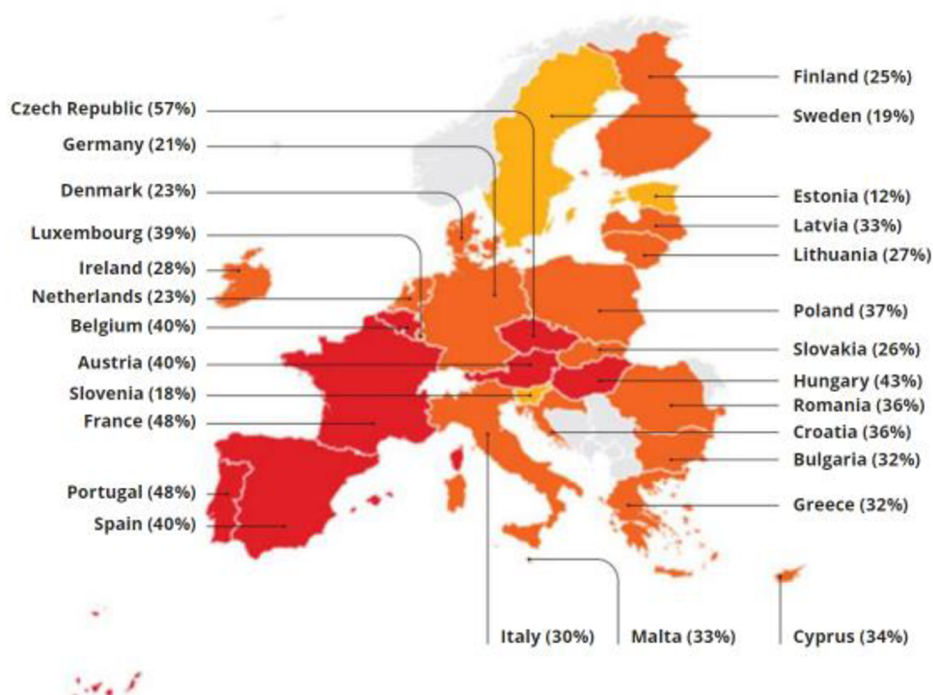 Czech Republic (57%)
Germany (21%)
Denmark (23%)
Luxembourg (39%)
Ireland (28%)
Netherlands (23%)
Belgium (40%)
Austria (40%)
Slovenia (18%)
France (48%)
Portugal (48%)
Spain (40%)
Finland (25%)
Sweden (19%)
Estonia (12%)
Latvia (33%)
Lithuania (27%)
Poland (37%)
Slovakia (26%)
Hungary (43%)
Romania (36%)
Croatia (36%)
Bulgaria (32%)
Greece (32%)
Italy (30%)
Malta (33%)
Cyprus (34%)